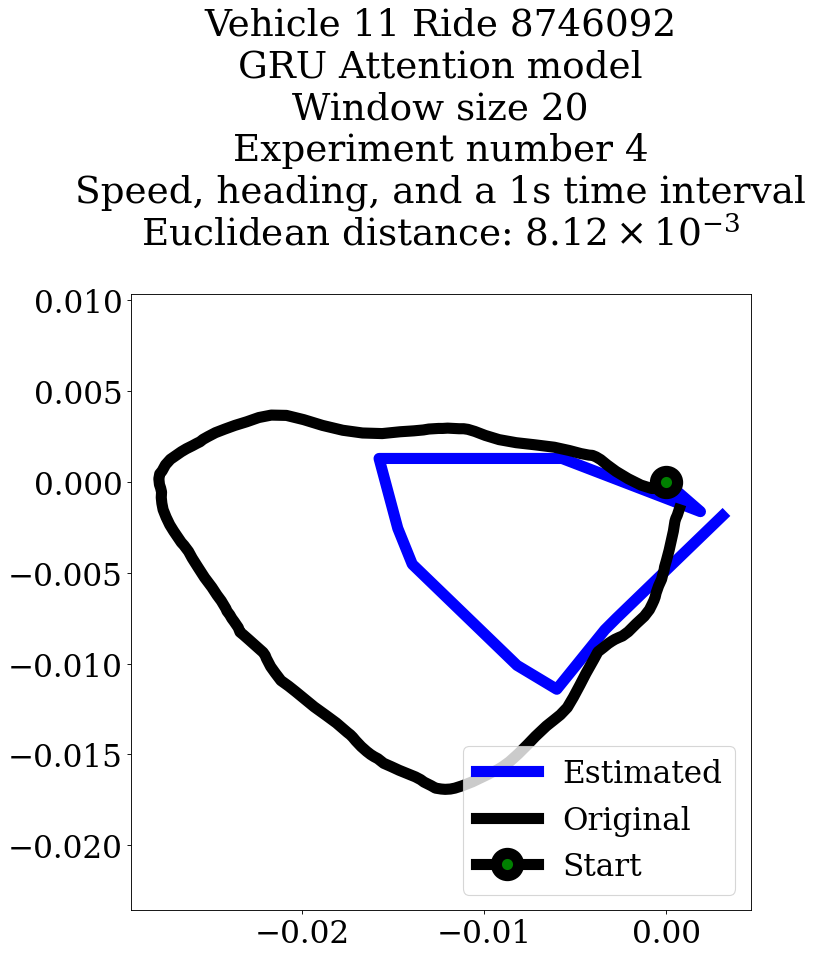 Vehicle 11 Ride 8746092
GRU Attention model
Window size 20
Experiment number 4
Speed, heading, and a 1s time interval
Euclidean distance: 8.12 × 10⁻³
0.010
0.005
0.000
−0.005
−0.010
−0.015
−0.020
Estimated
Original
Start
−0.02
−0.01
0.00